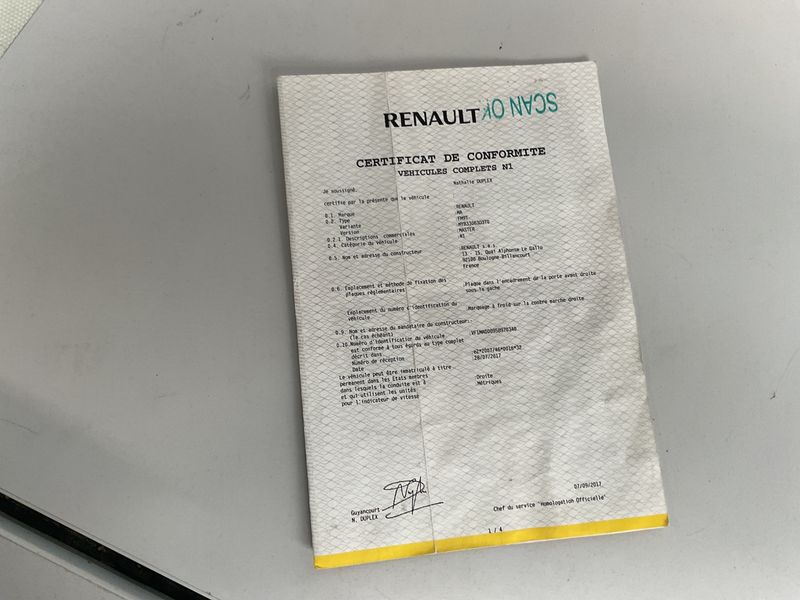 RENAULT
SCAN OK
CERTIFICAT DE CONFORMITE
VEHICULES COMPLETS N1
Je soussigné, Nathalie DUPLEX
certifie par la présente que le véhicule
0.1. Marque :RENAULT
0.2. Type :MA
Variante
Version
0.2.1 Descriptions commerciales :MASTER
0.4. Catégorie du véhicule :N1
0.5. Nom et adresse du constructeur :RENAULT s.a.s
13 - 15, Quai Alphonse Le Gallo
92100 Boulogne-Billancourt
France
0.6. Emplacement et méthode de fixation des :Plaque dans l'encadrement de la porte avant droite
plaques réglementaires sous la gâche
Emplacement du numéro d'identification du :Marquage à froid sur la contre marche droite
véhicule
0.9. Nom et adresse du mandataire du constructeur:
(le cas échéant)
0.10.Numéro d'identification du véhicule
est conforme à tous égards au type complet
décrit dans
Numéro de réception :e2*2007/46*0016*32
Date :20/07/2017
Le véhicule peut être immatriculé à titre
permanent dans les Etats membres
dans lesquels la conduite est à :Droite
et qui utilisent les unités :Métriques
pour l'indicateur de vitesse
Guyancourt 07/09/2017
N. DUPLEX Chef du service "Homologation Officielle"
1 / 4